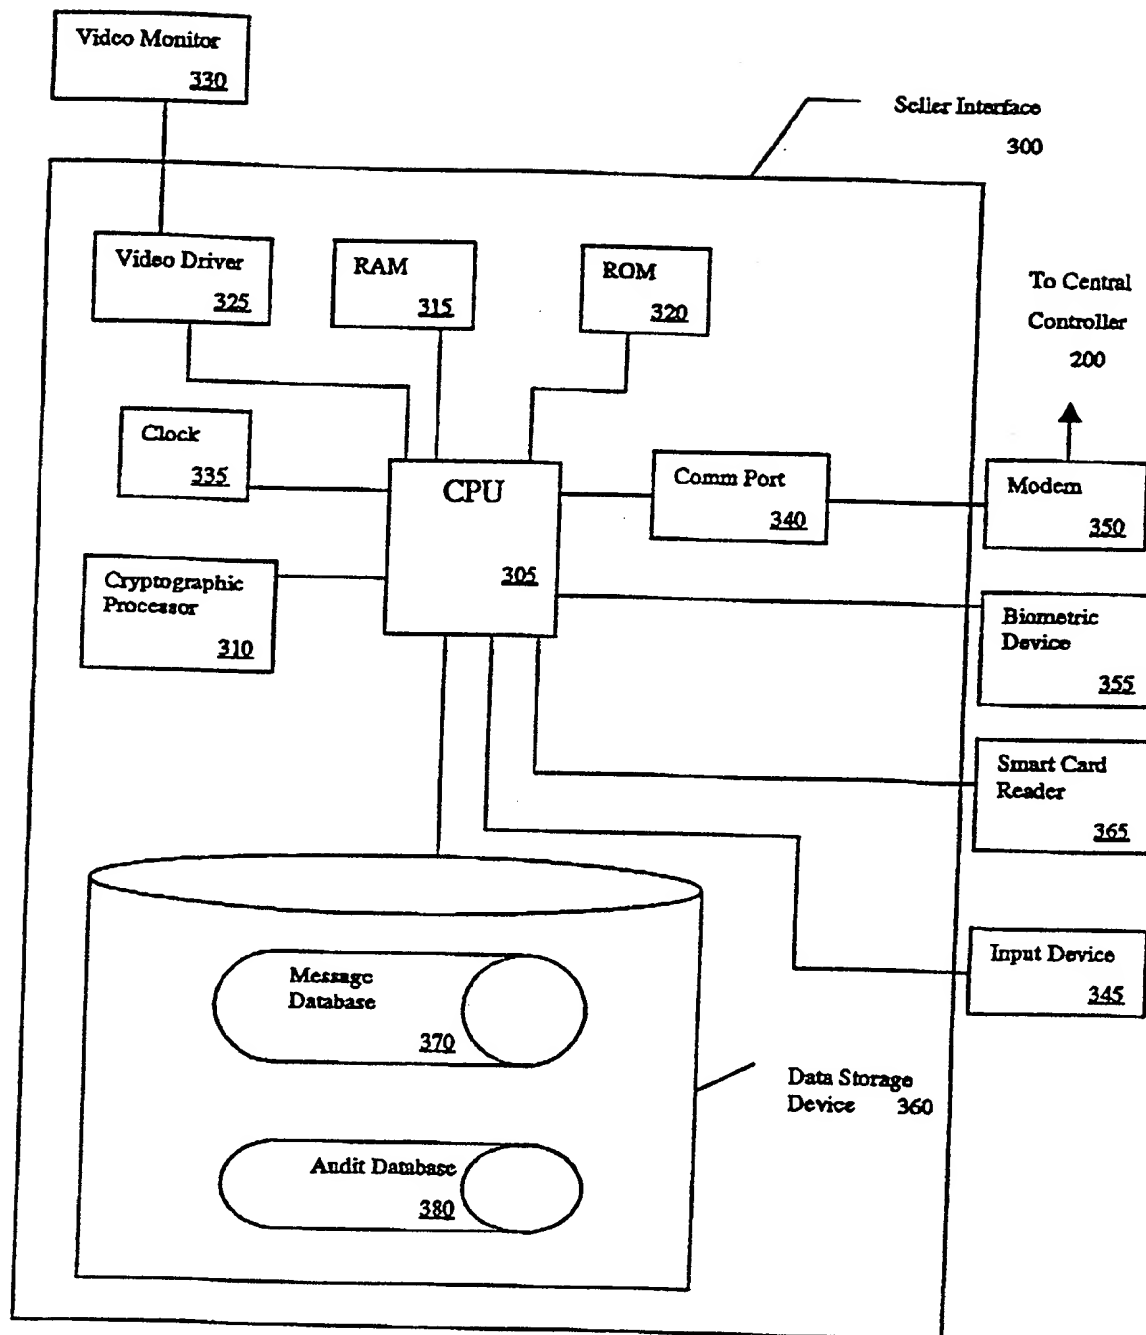 Video Monitor
330
Seller Interface
300
Video Driver
325
RAM
315
ROM
320
To Central
Controller
200
Clock
335
CPU
305
Comm Port
340
Modem
350
Cryptographic
Processor
310
Biometric
Device
355
Smart Card
Reader
365
Input Device
345
Message
Database
370
Data Storage
Device 360
Audit Database
380